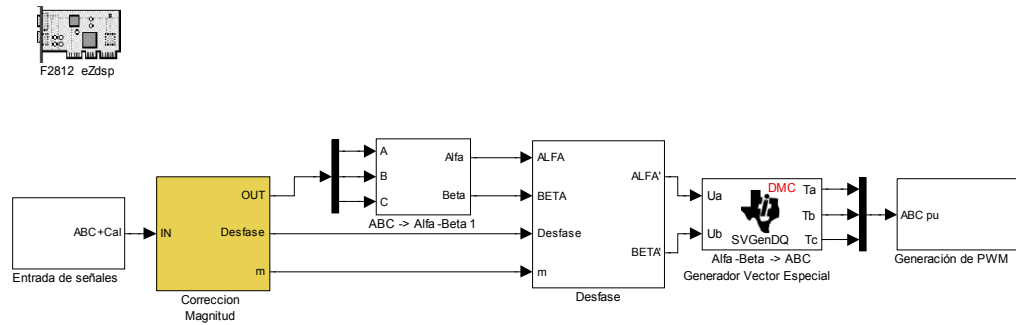 F2812 eZdsp
ABC+Cal
Entrada de señales
IN
OUT
Desfase
m
Correccion
Magnitud
A
B
C
Alfa
Beta
ABC -> Alfa-Beta 1
ALFA
BETA
Desfase
m
ALFA'
BETA'
Desfase
Ua
Ub
DMC
SVGenDQ
Ta
Tb
Tc
Alfa-Beta -> ABC
Generador Vector Especial
ABC pu
Generación de PWM